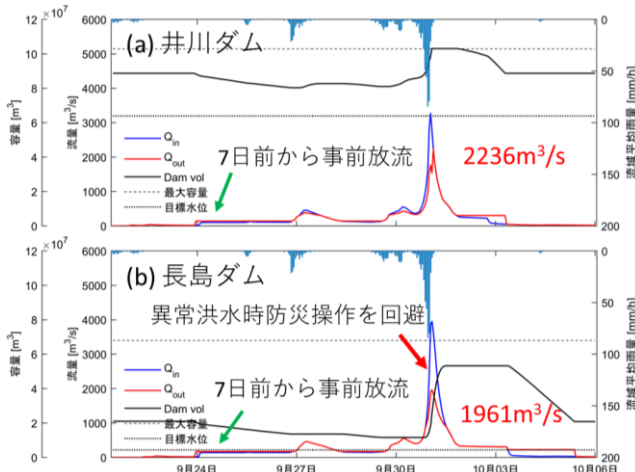 ×10⁷
12
10
8
6
4
2
0
容量 [m³]
6000
5000
4000
3000
2000
1000
0
流量 [m³/s]
(a) 井川ダム
Qin
Qout
Dam vol
最大容量
目標水位
7日前から事前放流
2236m³/s
0
50
100
150
200
流域平均雨量 [mm/h]
×10⁷
12
10
8
6
4
2
0
容量 [m³]
6000
5000
4000
3000
2000
1000
0
流量 [m³/s]
(b) 長島ダム
異常洪水時防災操作を回避
Qin
Qout
Dam vol
最大容量
目標水位
7日前から事前放流
1961m³/s
0
50
100
150
200
流域平均雨量 [mm/h]
9月24日
9月27日
9月30日
10月03日
10月06日